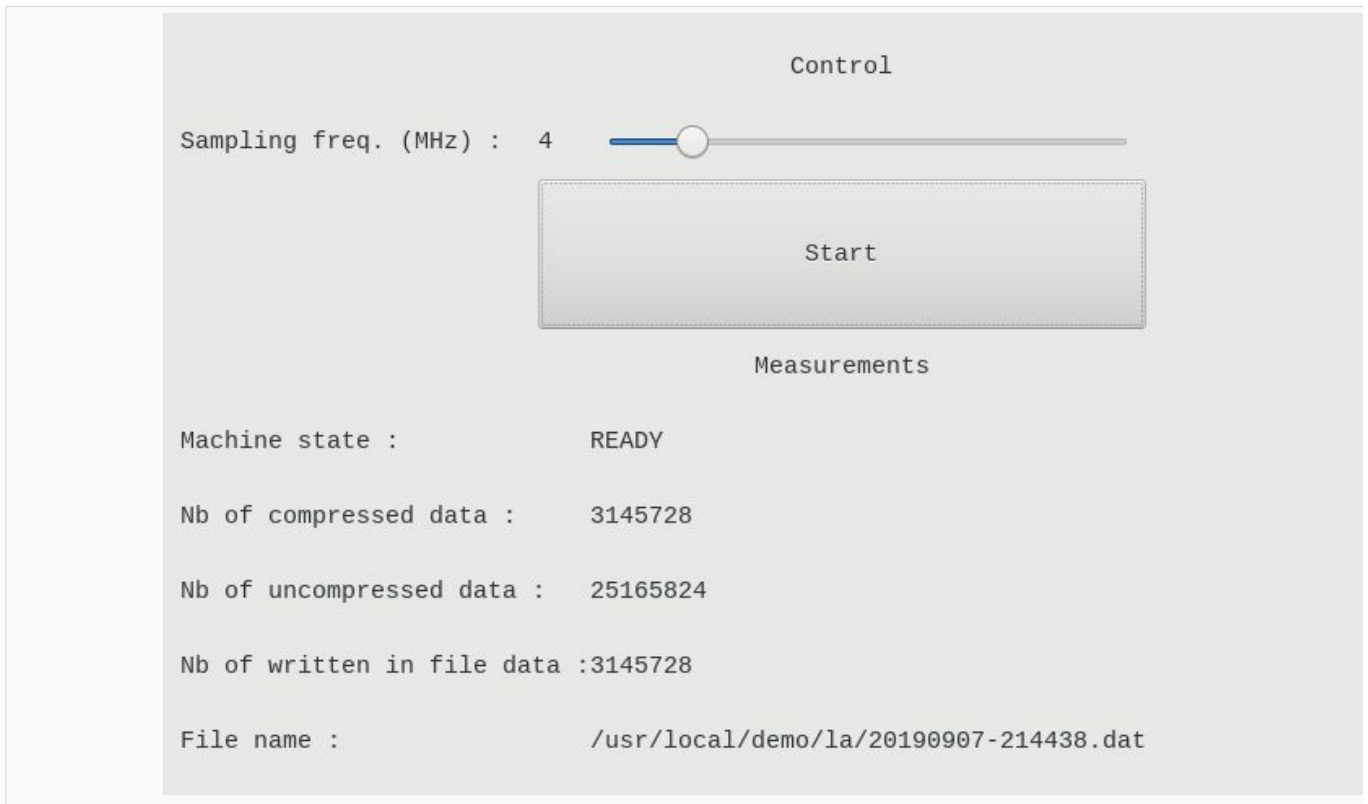 Control
Sampling freq. (MHz) : 4
Start
Measurements
Machine state : READY
Nb of compressed data : 3145728
Nb of uncompressed data : 25165824
Nb of written in file data :3145728
File name : /usr/local/demo/la/20190907-214438.dat